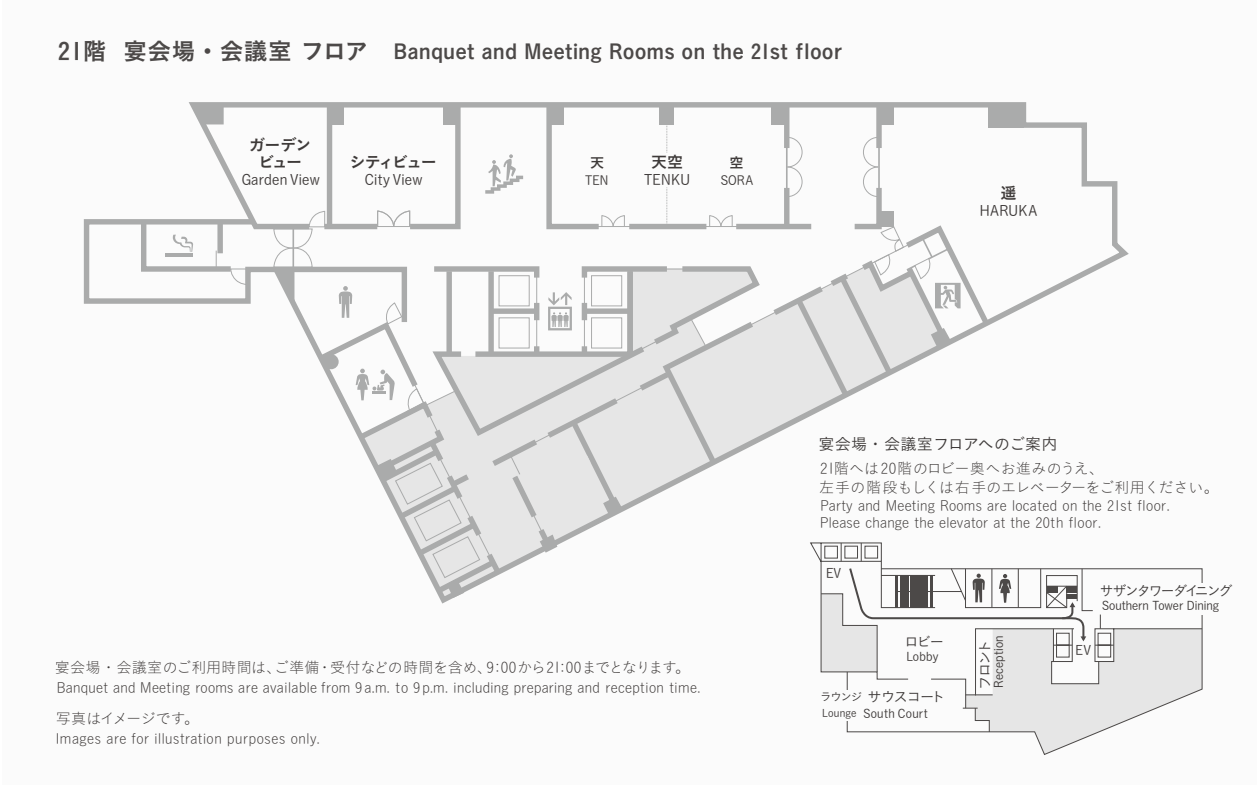 21階 宴会場・会議室 フロア Banquet and Meeting Rooms on the 21st floor
ガーデン
ビュー
Garden View
シティビュー
City View
天
TEN
天空
TENKU
空
SORA
遥
HARUKA
宴会場・会議室フロアへのご案内
21階へは20階のロビー奥へお進みのうえ、
左手の階段もしくは右手のエレベーターをご利用ください。
Party and Meeting Rooms are located on the 21st floor.
Please change the elevator at the 20th floor.
EV
サザンタワーダイニング
Southern Tower Dining
ロビー
Lobby
フロント
Reception
EV
ラウンジ
Lounge
サウスコート
South Court
宴会場・会議室のご利用時間は、ご準備・受付などの時間を含め、9:00から21:00までとなります。
Banquet and Meeting rooms are available from 9a.m. to 9p.m. including preparing and reception time.
写真はイメージです。
Images are for illustration purposes only.